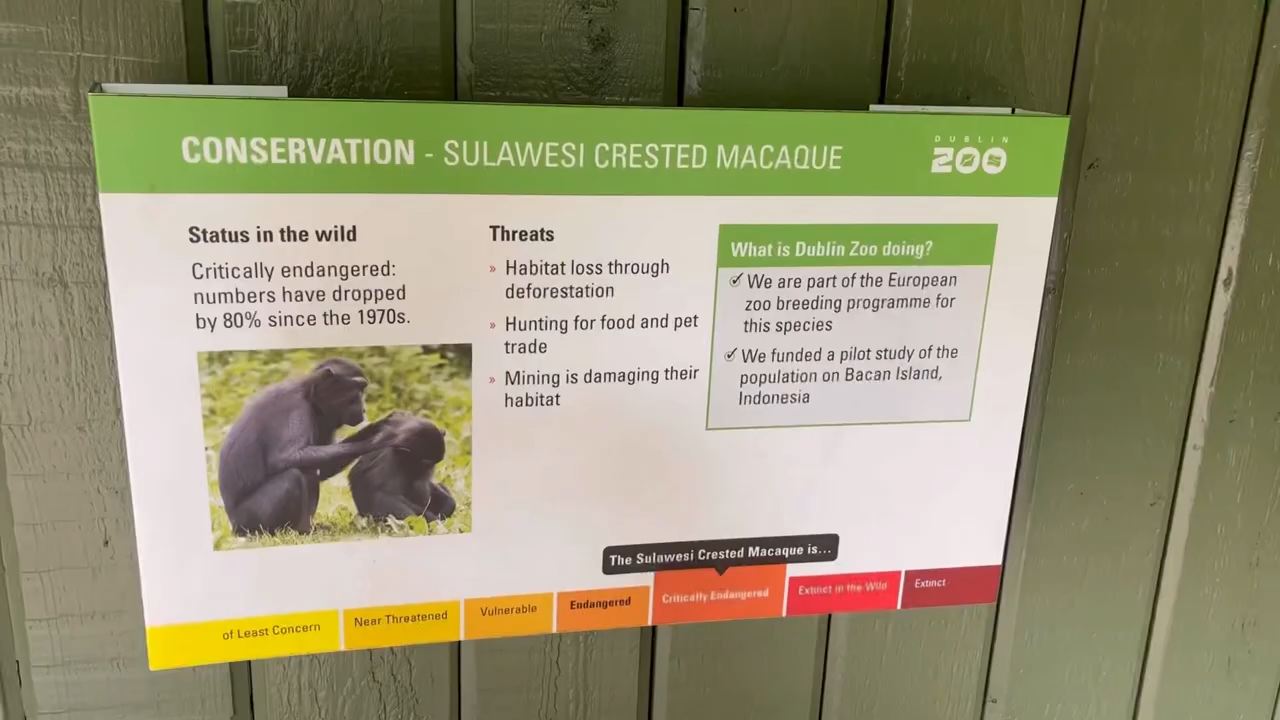 CONSERVATION - SULAWESI CRESTED MACAQUE
DUBLIN
ZOO
Status in the wild
Critically endangered:
numbers have dropped
by 80% since the 1970s.
Threats
» Habitat loss through
deforestation
» Hunting for food and pet
trade
» Mining is damaging their
habitat
What is Dublin Zoo doing?
✓ We are part of the European
zoo breeding programme for
this species
✓ We funded a pilot study of the
population on Bacan Island,
Indonesia
The Sulawesi Crested Macaque is...
of Least Concern
Near Threatened
Vulnerable
Endangered
Critically Endangered
Extinct in the Wild
Extinct